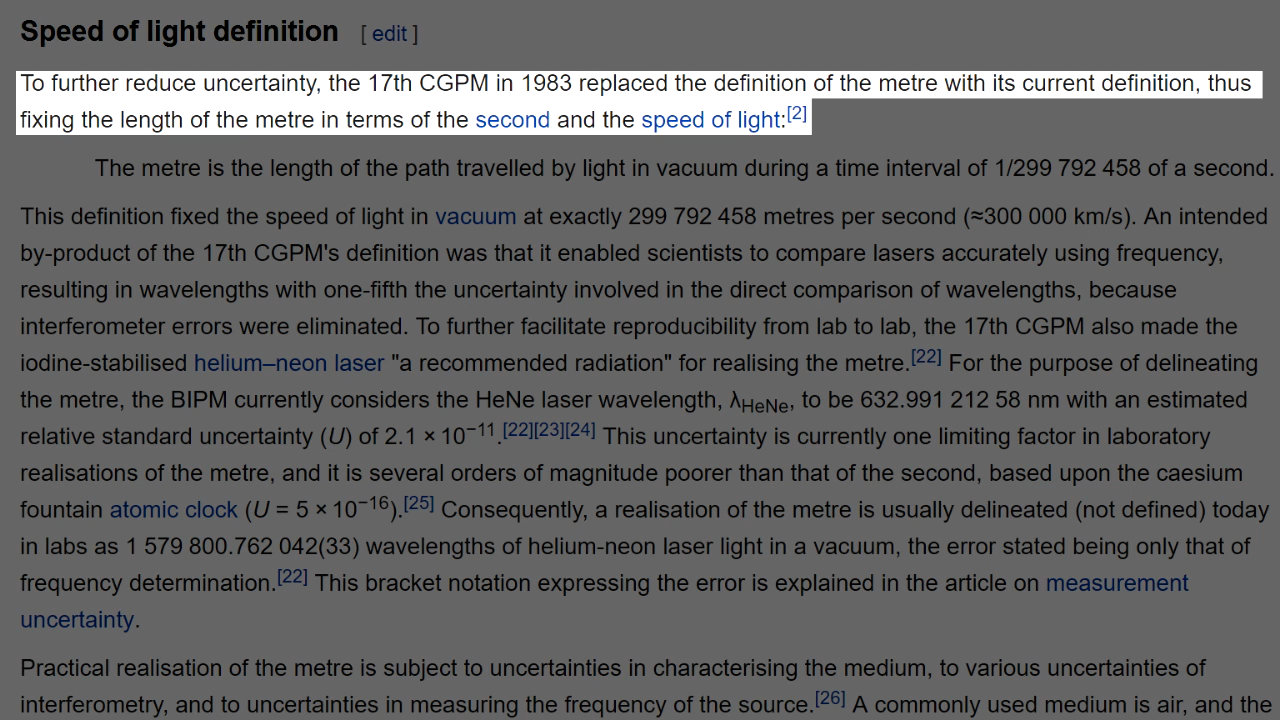 Speed of light definition [ edit ]
To further reduce uncertainty, the 17th CGPM in 1983 replaced the definition of the metre with its current definition, thus
fixing the length of the metre in terms of the second and the speed of light:[2]
The metre is the length of the path travelled by light in vacuum during a time interval of 1/299 792 458 of a second.
This definition fixed the speed of light in vacuum at exactly 299 792 458 metres per second (≈300 000 km/s). An intended
by-product of the 17th CGPM's definition was that it enabled scientists to compare lasers accurately using frequency,
resulting in wavelengths with one-fifth the uncertainty involved in the direct comparison of wavelengths, because
interferometer errors were eliminated. To further facilitate reproducibility from lab to lab, the 17th CGPM also made the
iodine-stabilised helium–neon laser "a recommended radiation" for realising the metre.[22] For the purpose of delineating
the metre, the BIPM currently considers the HeNe laser wavelength, λHeNe, to be 632.991 212 58 nm with an estimated
relative standard uncertainty (U) of 2.1 × 10−11.[22][23][24] This uncertainty is currently one limiting factor in laboratory
realisations of the metre, and it is several orders of magnitude poorer than that of the second, based upon the caesium
fountain atomic clock (U = 5 × 10−16).[25] Consequently, a realisation of the metre is usually delineated (not defined) today
in labs as 1 579 800.762 042(33) wavelengths of helium-neon laser light in a vacuum, the error stated being only that of
frequency determination.[22] This bracket notation expressing the error is explained in the article on measurement
uncertainty.
Practical realisation of the metre is subject to uncertainties in characterising the medium, to various uncertainties of
interferometry, and to uncertainties in measuring the frequency of the source.[26] A commonly used medium is air, and the